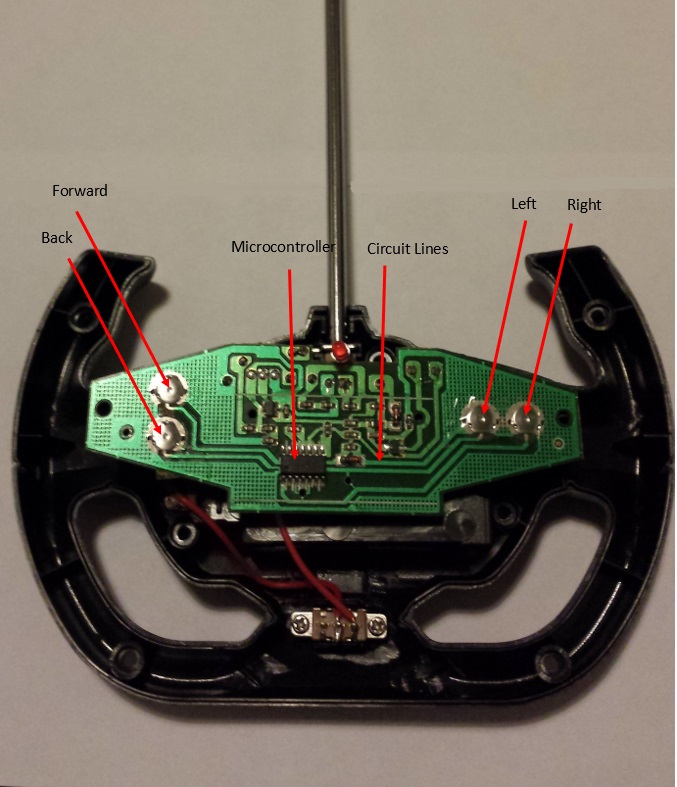 Forward
Back
Microcontroller
Circuit Lines
Left
Right